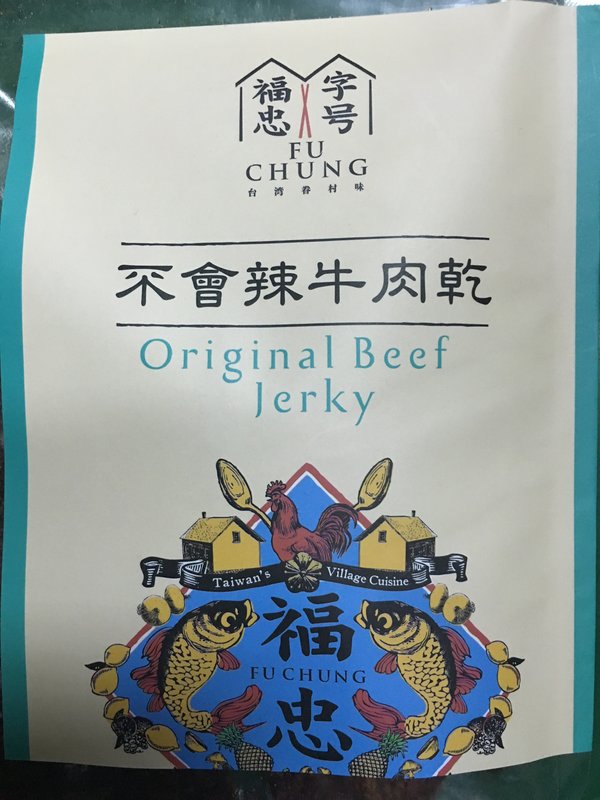 福忠字号
FU
CHUNG
台湾眷村味
不會辣牛肉乾
Original Beef
Jerky
Taiwan's Village Cuisine
福
FU CHUNG
忠